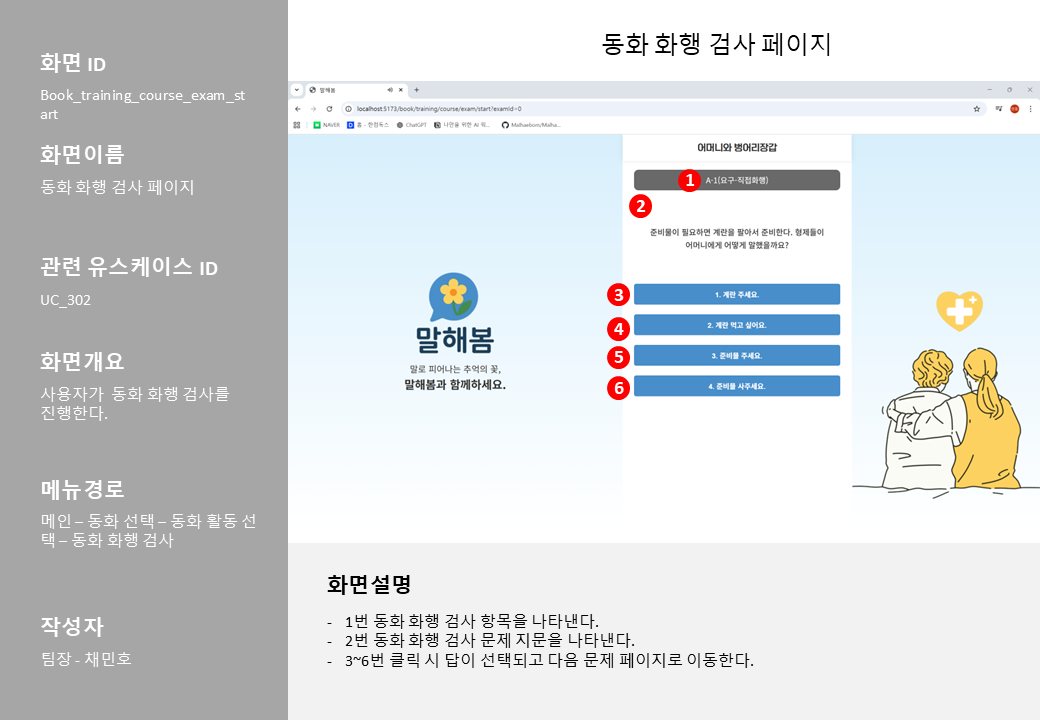 화면 ID
Book_training_course_exam_st
art
화면이름
동화 화행 검사 페이지
관련 유스케이스 ID
UC_302
화면개요
사용자가 동화 화행 검사를
진행한다.
메뉴경로
메인 – 동화 선택 – 동화 활동 선
택 – 동화 화행 검사
작성자
팀장 - 채민호
동화 화행 검사 페이지
말해봄
localhost:5173/book/training/course/exam/start?examId=0
NAVER 홈 - 한컴독스 ChatGPT 나만을 위한 AI 워... Malhaebom/Malha...
어머니와 벙어리장갑
1 A-1(요구-직접화행)
2
준비물이 필요하면 계란을 팔아서 준비한다. 형제들이
어머니에게 어떻게 말했을까요?
3 1. 계란 주세요.
4 2. 계란 먹고 싶어요.
5 3. 준비물 주세요.
6 4. 준비물 사주세요.
말해봄
말로 피어나는 추억의 꽃,
말해봄과 함께하세요.
화면설명
- 1번 동화 화행 검사 항목을 나타낸다.
- 2번 동화 화행 검사 문제 지문을 나타낸다.
- 3~6번 클릭 시 답이 선택되고 다음 문제 페이지로 이동한다.